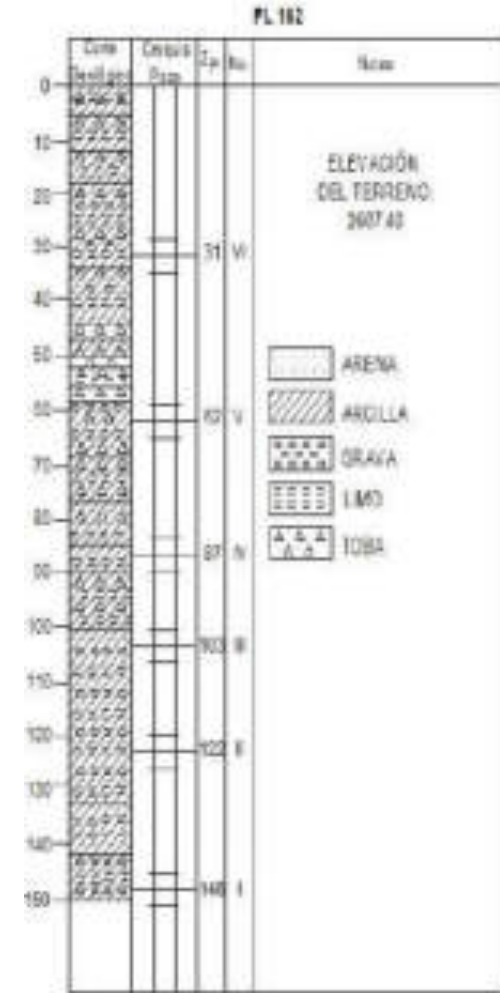 PL 162
Corte
Croquis
Zp.
No.
Notas
Pozo
0
10
20
30
40
50
60
70
80
90
100
110
120
130
140
150
31 VI
62 V
87 IV
103 III
122 II
148 I
ELEVACIÓN
DEL TERRENO
ARENA
ARCILLA
GRAVA
LIMO
TOBA